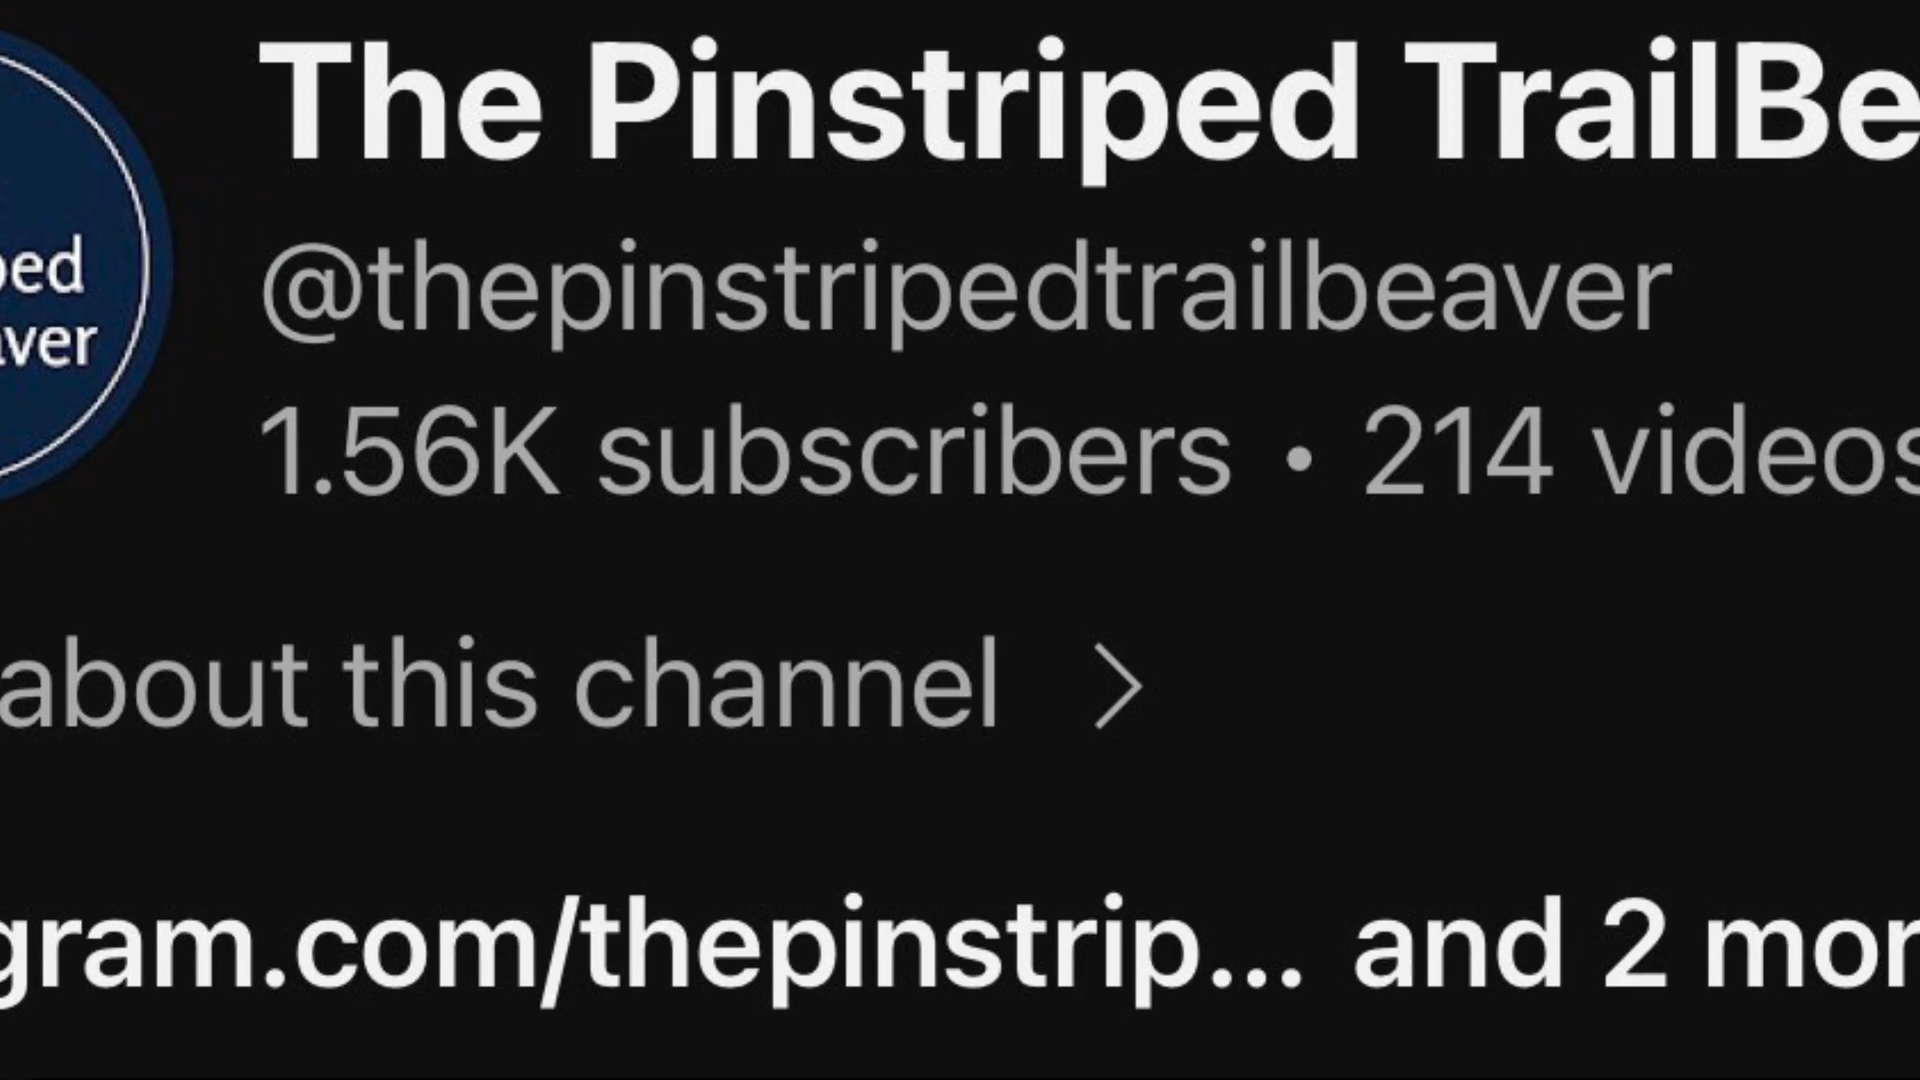 The Pinstriped TrailBe
ped
aver
@thepinstripedtrailbeaver
1.56K subscribers • 214 videos
about this channel >
gram.com/thepinstrip... and 2 mor